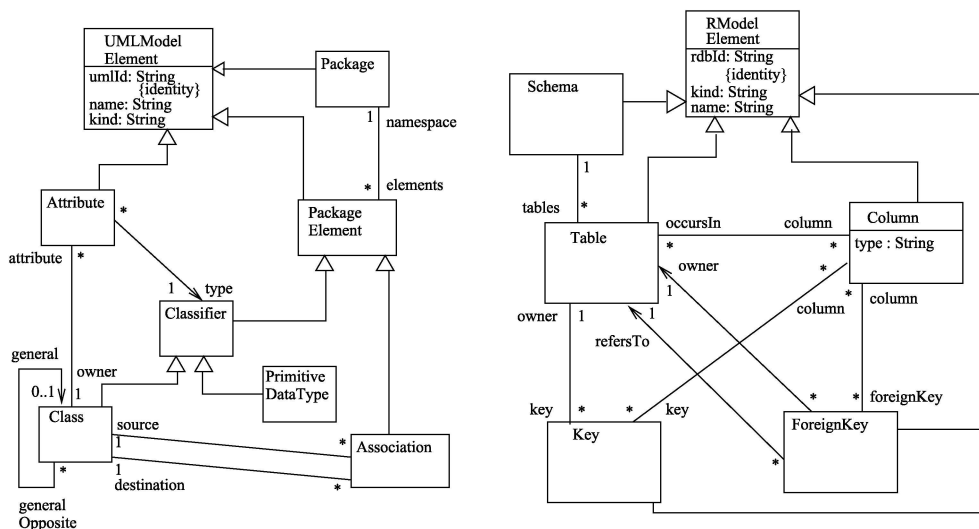 UMLModel
Element
umlId: String
{identity}
name: String
kind: String
Package
1
namespace
*
elements
Package
Element
Attribute
*
attribute
*
1
type
Classifier
general
0..1
owner
1
Primitive
DataType
Class
source
1
*
Association
*
1
destination
*
general
Opposite
RModel
Element
rdbId: String
{identity}
kind: String
name: String
Schema
1
tables
*
Table
occursIn
*
column
*
Column
type : String
owner
1
*
column
*
column
owner
1
1
refersTo
key
*
*
key
*
*
foreignKey
Key
ForeignKey
*